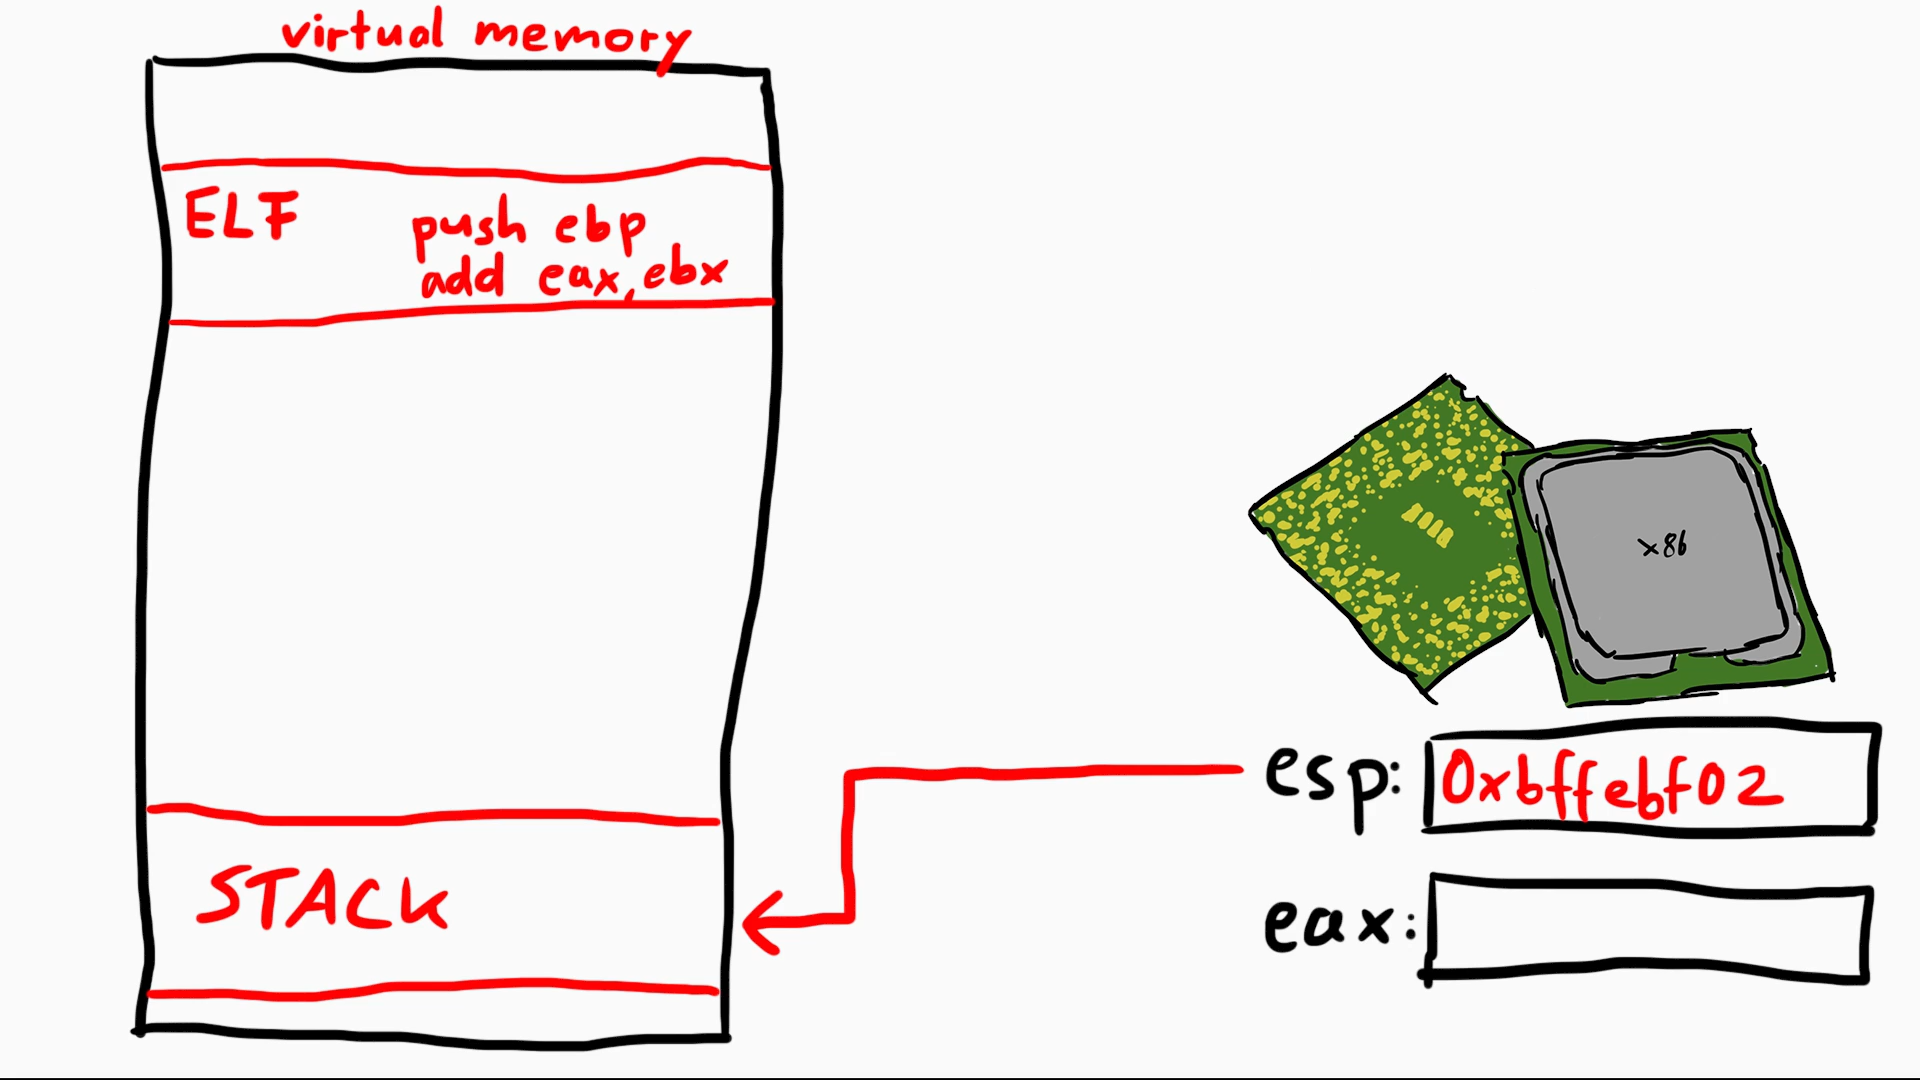 virtual memory
ELF
push ebp
add eax, ebx
x86
esp: 0xbffebf02
STACK
eax: